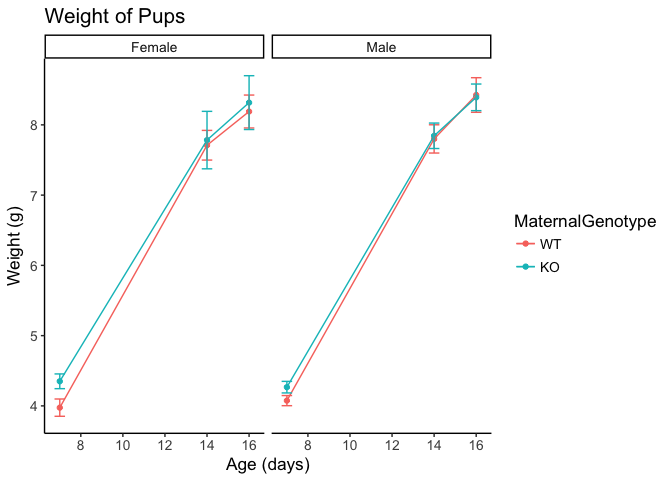 Weight of Pups
Female
Male
8
7
6
5
4
Weight (g)
8 10 12 14 16
8 10 12 14 16
Age (days)
MaternalGenotype
WT
KO